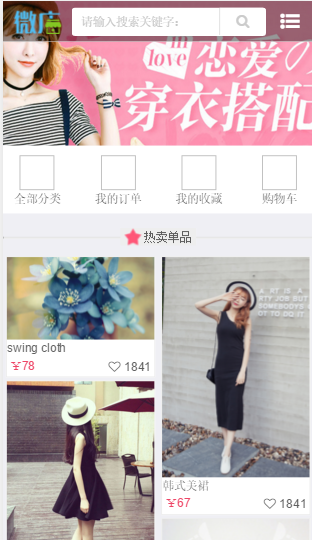 微店
请输入搜索关键字:
in
love
恋爱の
穿衣搭配
全部分类
我的订单
我的收藏
购物车
热卖单品
swing cloth
¥78
1841
韩式美裙
¥67
1841